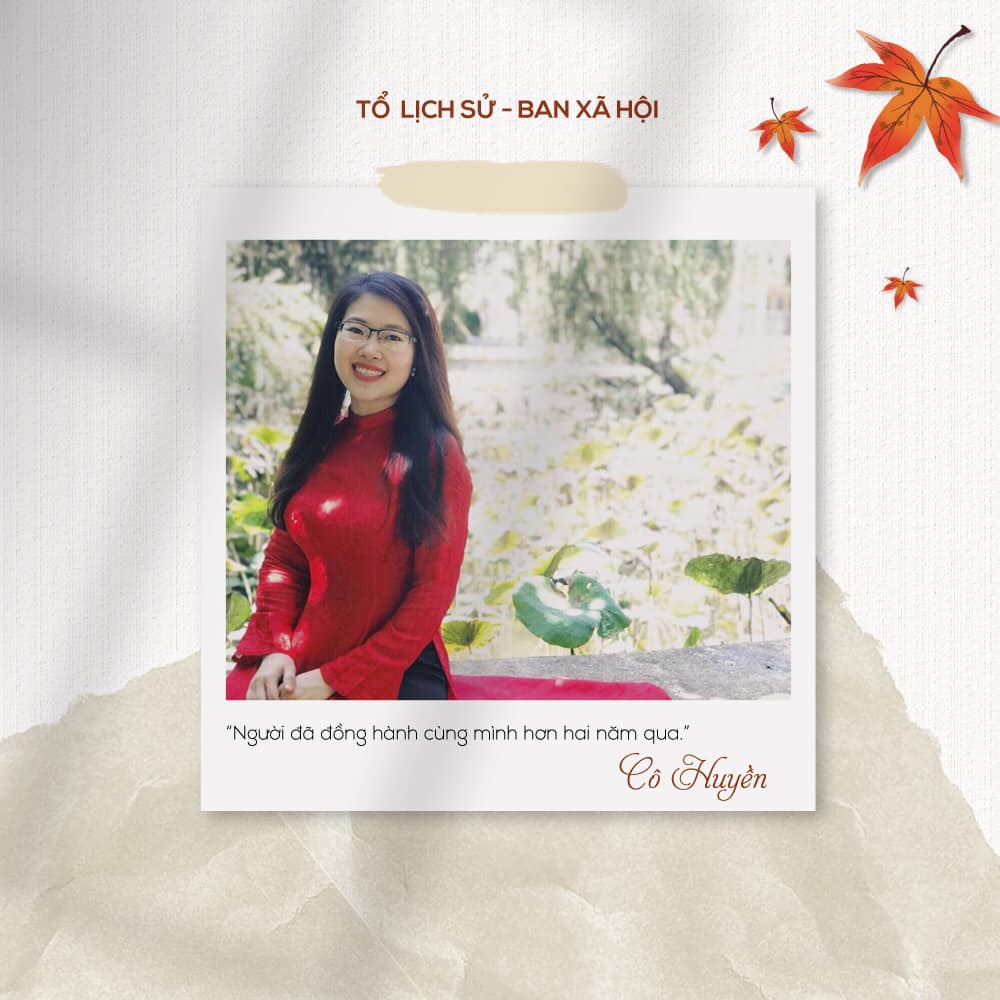 TỔ LỊCH SỬ - BAN XÃ HỘI
“Người đã đồng hành cùng mình hơn hai năm qua.”
Cô Huyền